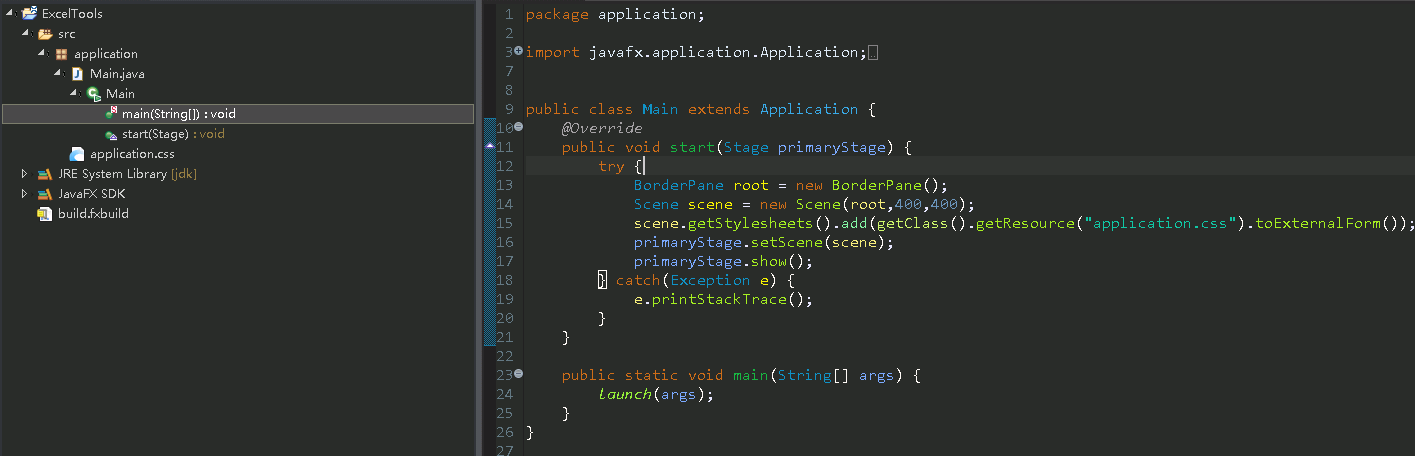 ExcelTools
src
application
Main.java
Main
main(String[]) : void
start(Stage) : void
application.css
JRE System Library [jdk]
JavaFX SDK
build.fxbuild
1 package application;
2
3 import javafx.application.Application;
7
8
9 public class Main extends Application {
10 @Override
11 public void start(Stage primaryStage) {
12 try {
13 BorderPane root = new BorderPane();
14 Scene scene = new Scene(root,400,400);
15 scene.getStylesheets().add(getClass().getResource("application.css").toExternalForm());
16 primaryStage.setScene(scene);
17 primaryStage.show();
18 } catch(Exception e) {
19 e.printStackTrace();
20 }
21 }
22
23 public static void main(String[] args) {
24 launch(args);
25 }
26 }
27